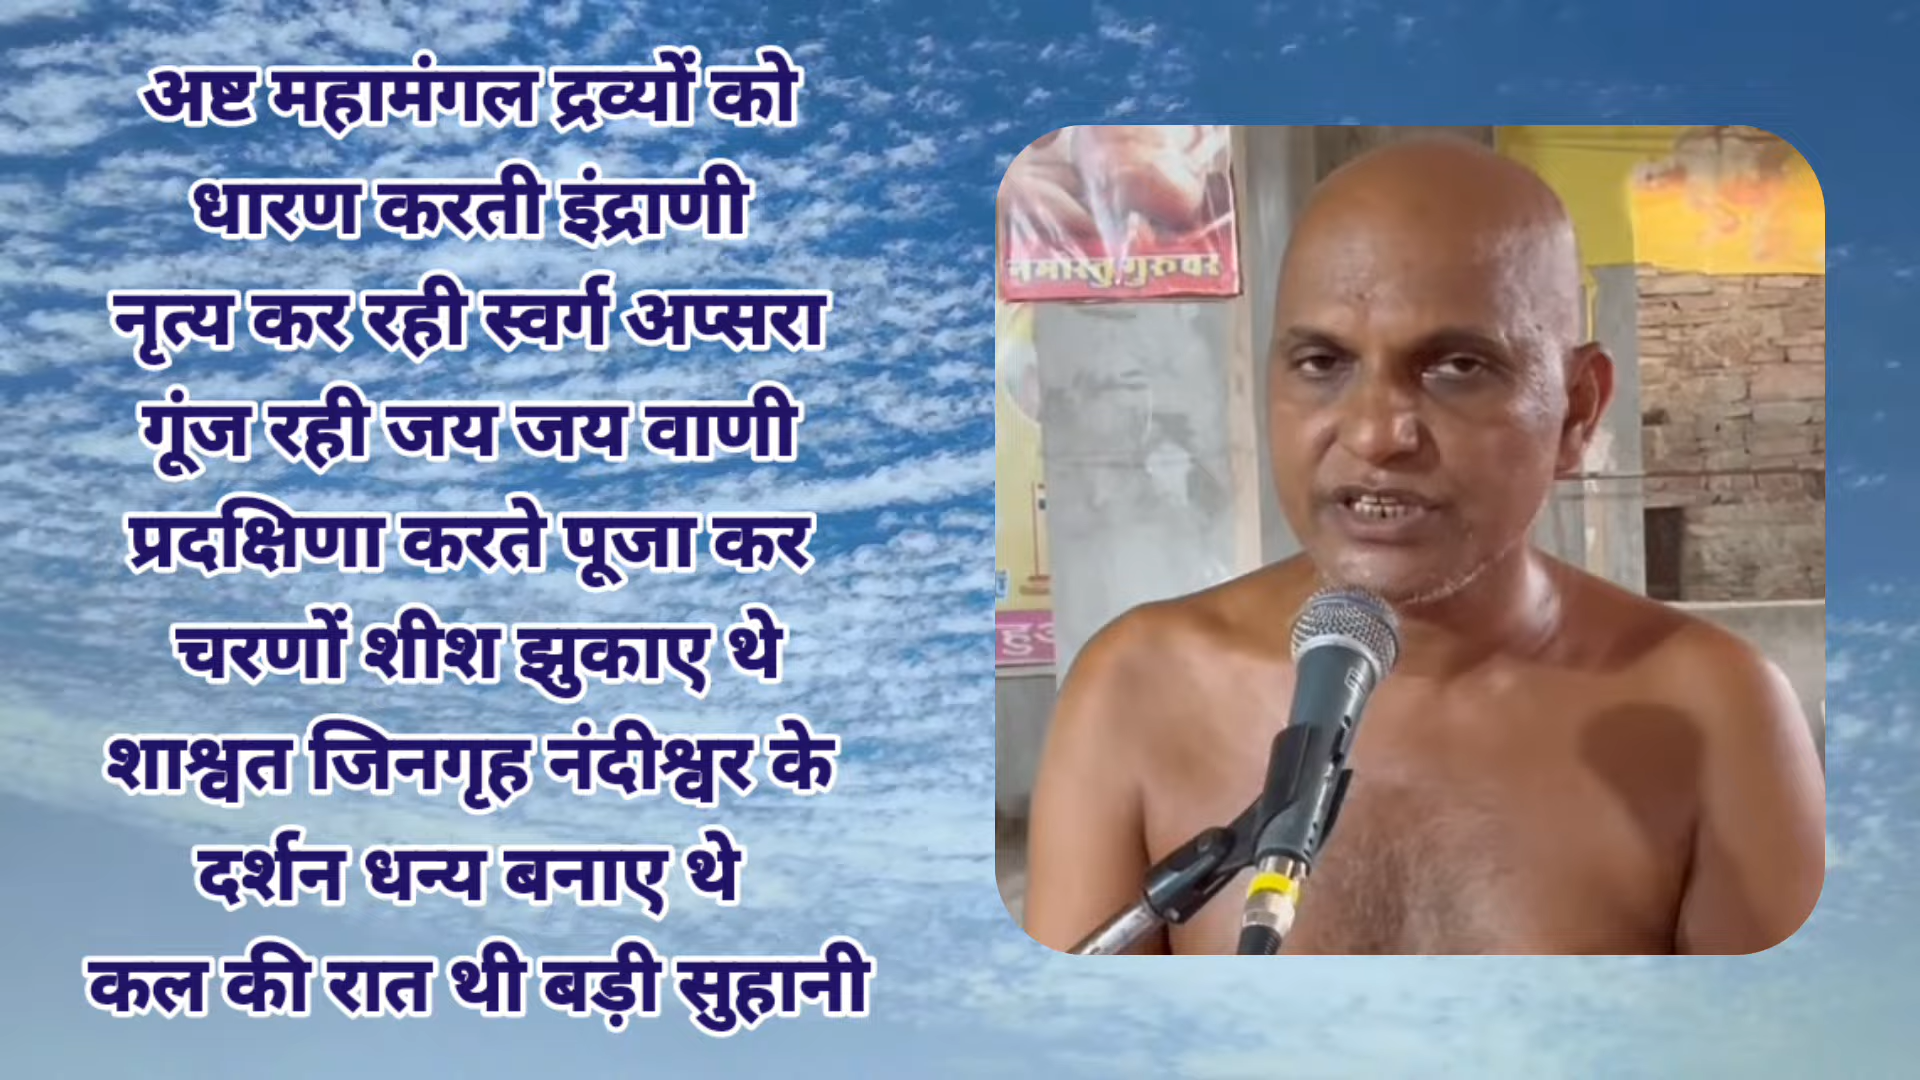 अष्ट महामंगल द्रव्यों को
धारण करती इंद्राणी
नृत्य कर रही स्वर्ग अप्सरा
गूंज रही जय जय वाणी
प्रदक्षिणा करते पूजा कर
चरणों शीश झुकाए थे
शाश्वत जिनगृह नंदीश्वर के
दर्शन धन्य बनाए थे
कल की रात थी बड़ी सुहानी
नमोस्तु गुरुवर